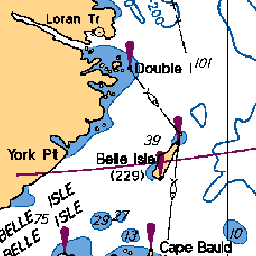 Loran Tr
Double I
101
39
York Pt
Belle Isle
(229)
BELLE ISLE
75
BELLE ISLE
29
27
13
10
Cape Bauld